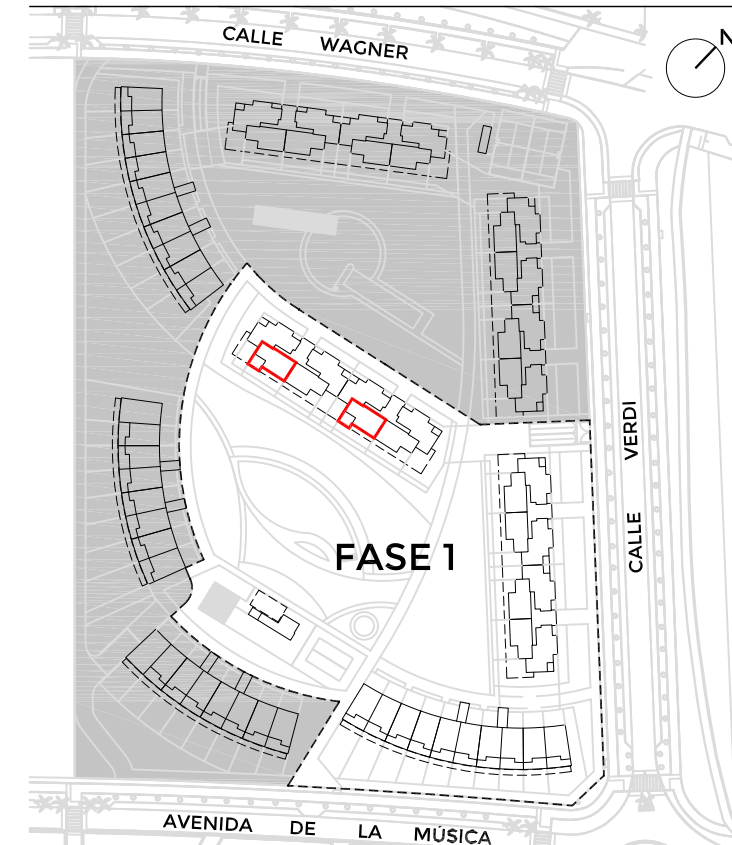 CALLE WAGNER
N
CALLE VERDI
FASE 1
AVENIDA DE LA MÚSICA